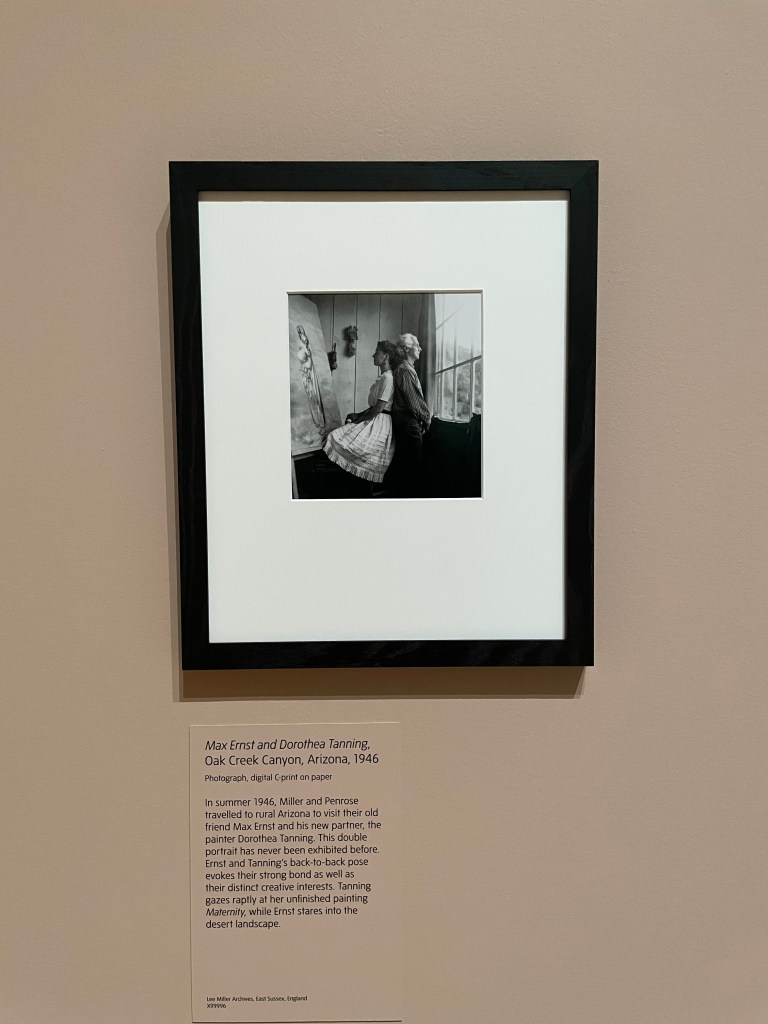 Max Ernst and Dorothea Tanning,
Oak Creek Canyon, Arizona, 1946
Photograph, digital C-print on paper
In summer 1946, Miller and Penrose
travelled to rural Arizona to visit their old
friend Max Ernst and his new partner, the
painter Dorothea Tanning. This double
portrait has never been exhibited before.
Ernst and Tanning's back-to-back pose
evokes their strong bond as well as
their distinct creative interests. Tanning
gazes raptly at her unfinished painting
Maternity, while Ernst stares into the
desert landscape.
Lee Miller Archives, East Sussex, England
X99996